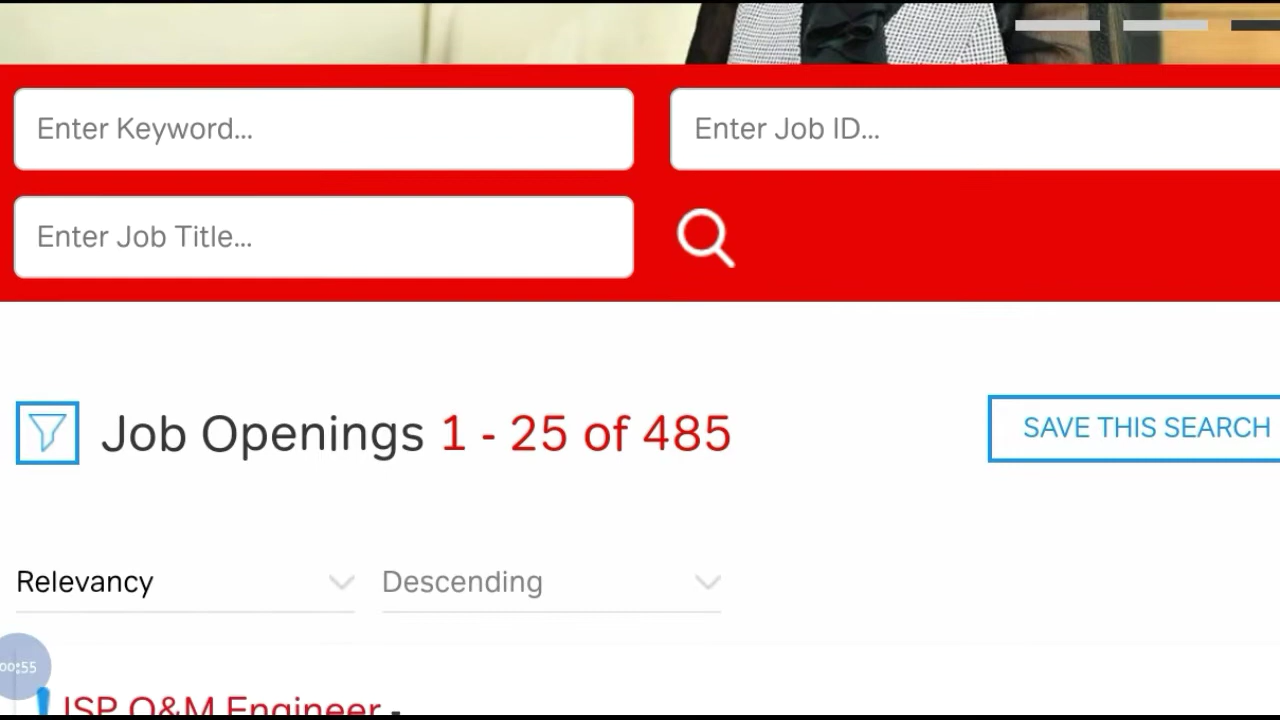 Enter Keyword...
Enter Job ID...
Enter Job Title...
Job Openings 1 - 25 of 485
SAVE THIS SEARCH
Relevancy
Descending
00:55
ISP O&M Engineer -